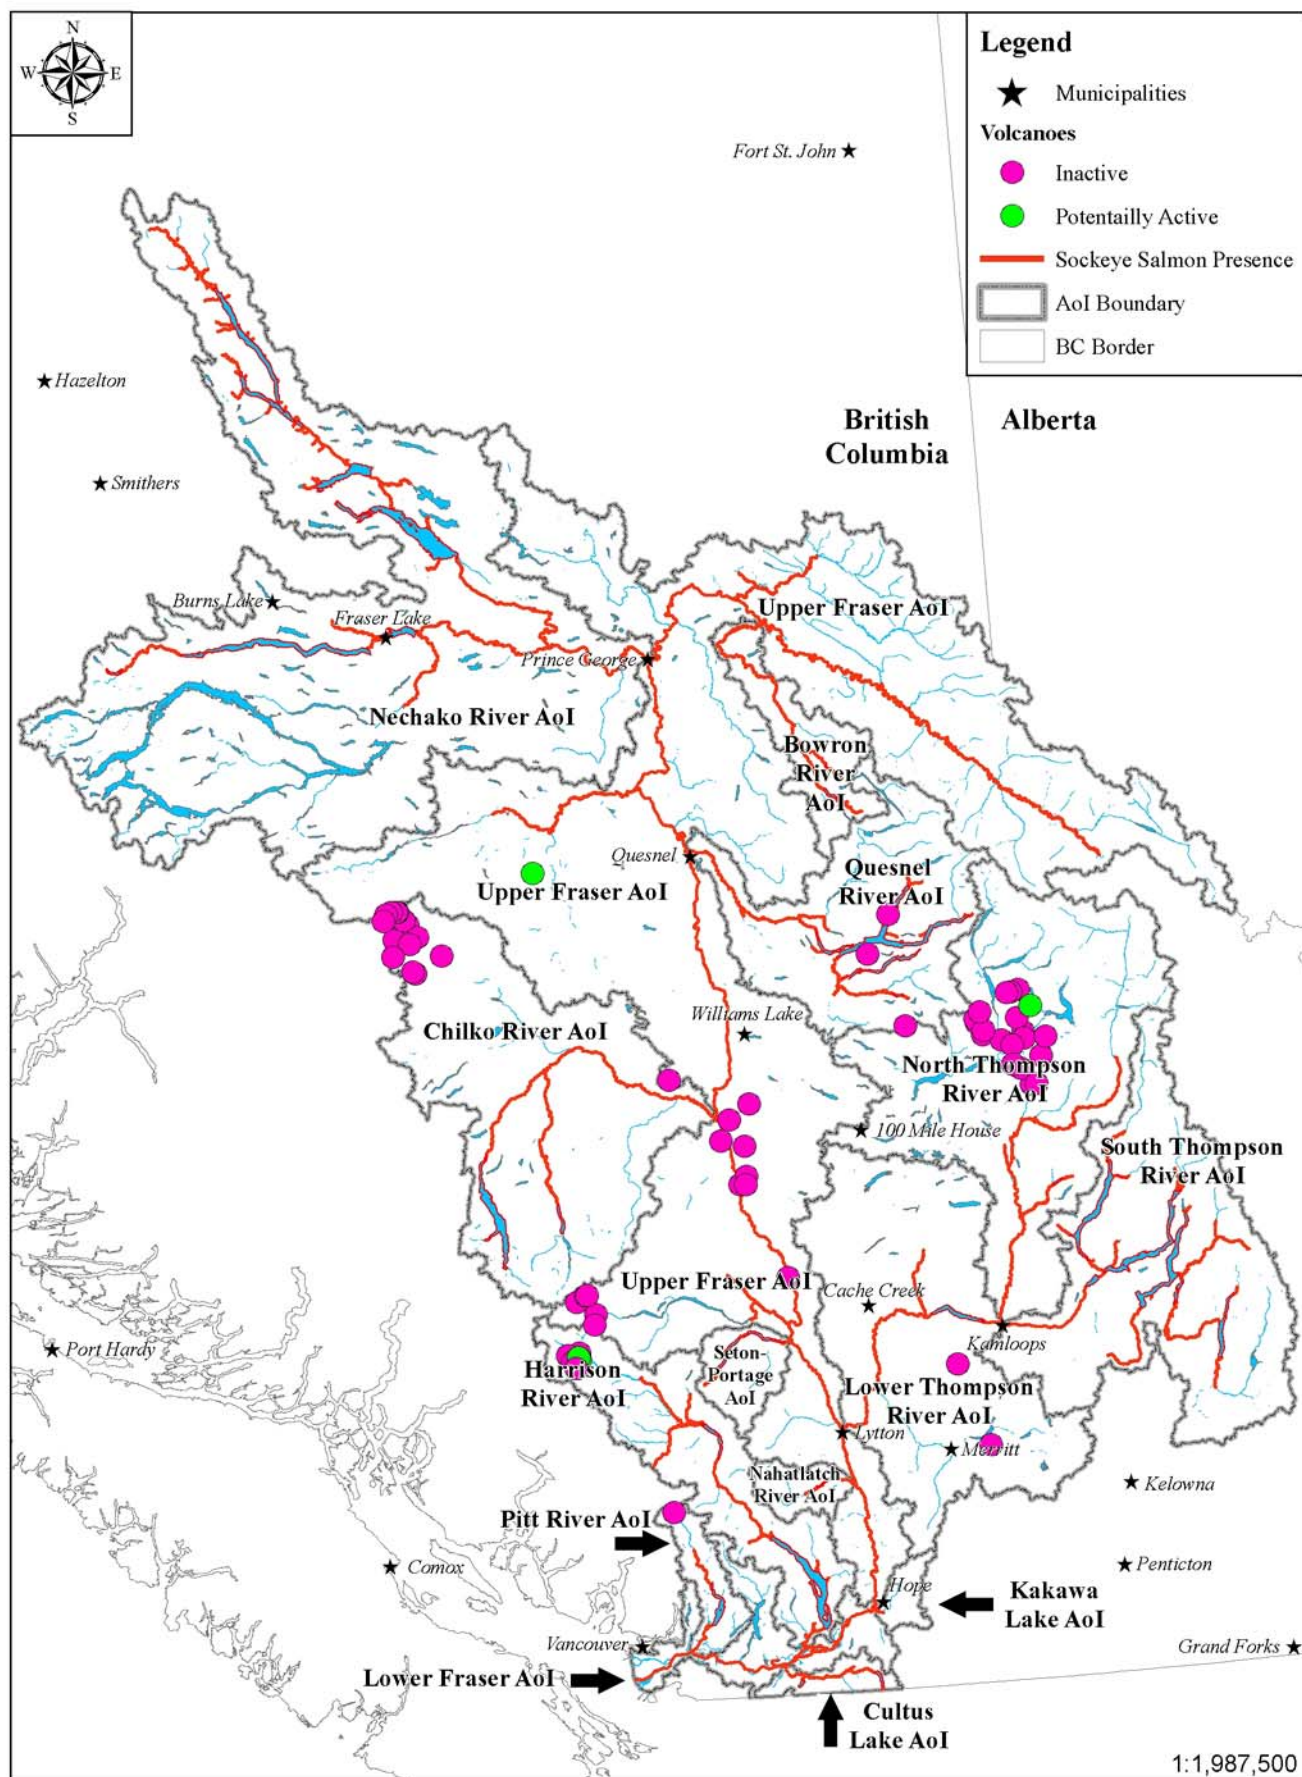 N
W E
S
Legend
Municipalities
Volcanoes
Inactive
Potentailly Active
Sockeye Salmon Presence
AoI Boundary
BC Border
Fort St. John
Hazelton
British
Columbia
Alberta
Smithers
Burns Lake
Fraser Lake
Upper Fraser AoI
Prince George
Nechako River AoI
Bowron
River
AoI
Quesnel
Upper Fraser AoI
Quesnel
River AoI
Chilko River AoI
Williams Lake
North Thompson
River AoI
100 Mile House
South Thompson
River AoI
Upper Fraser AoI
Cache Creek
Kamloops
Port Hardy
Seton-
Portage
AoI
Harrison
River AoI
Lower Thompson
River AoI
Lytton
Merritt
Nahatlatch
River AoI
Kelowna
Pitt River AoI
Comox
Penticton
Hope
Kakawa
Lake AoI
Vancouver
Grand Forks
Lower Fraser AoI
Cultus
Lake AoI
1:1,987,500